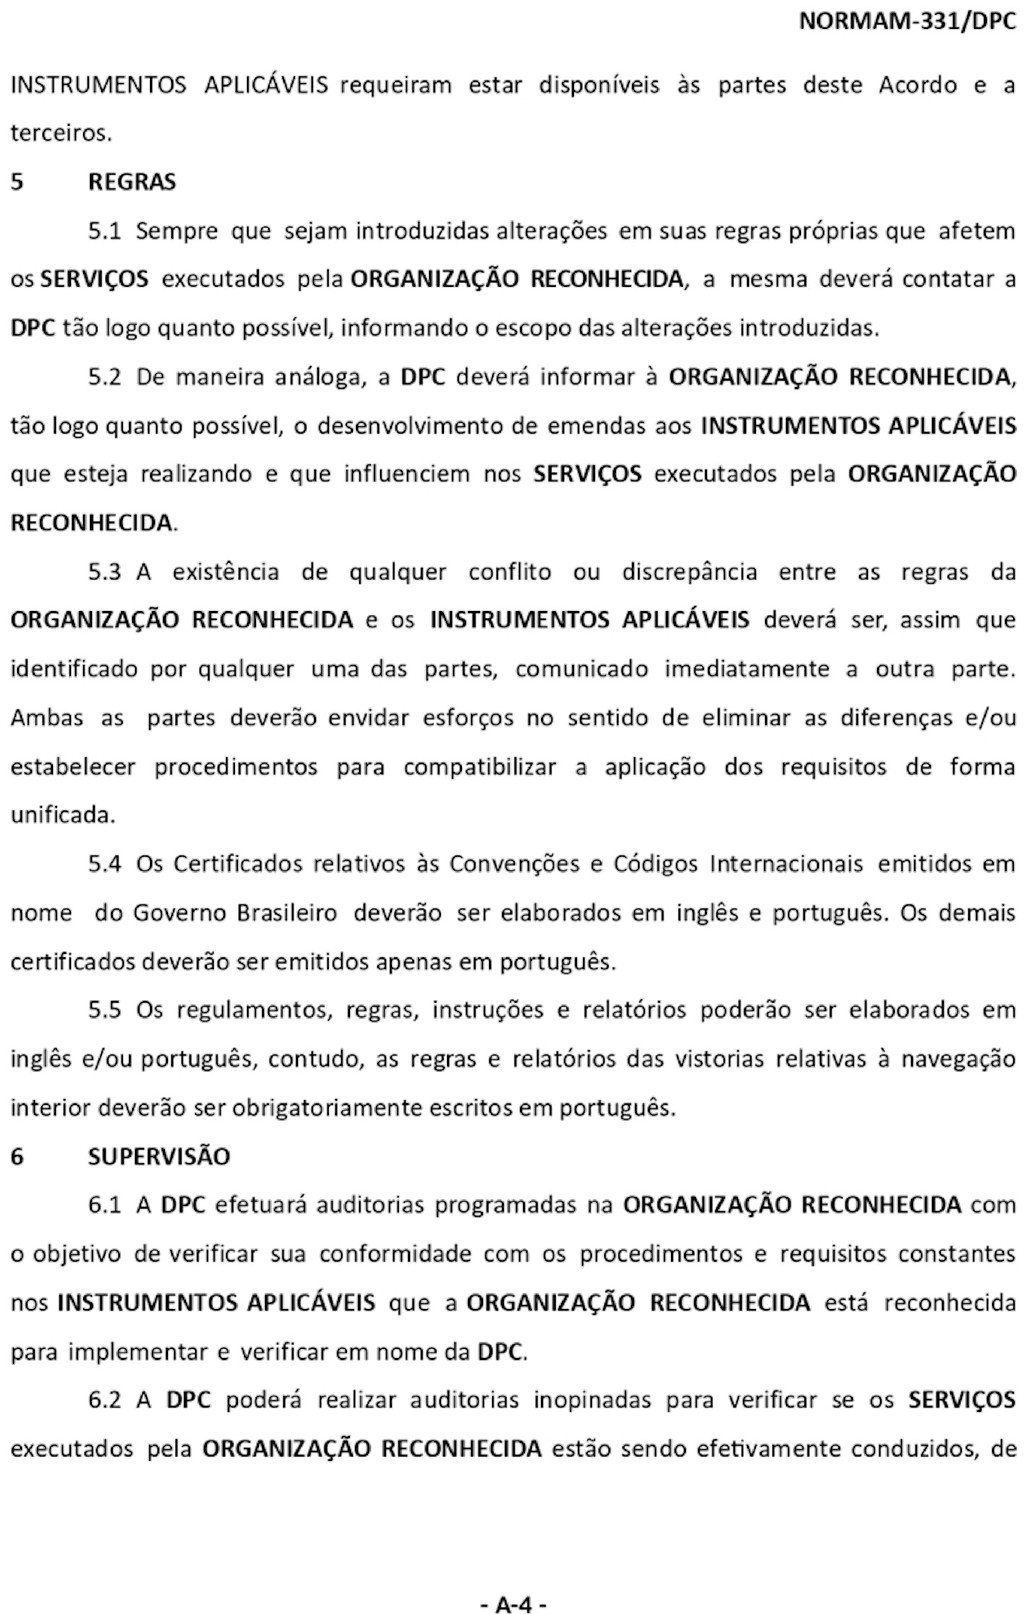 NORMAM-331/DPC
INSTRUMENTOS APLICÁVEIS requeiram estar disponíveis às partes deste Acordo e a
terceiros.
5 REGRAS
5.1 Sempre que sejam introduzidas alterações em suas regras próprias que afetem
os SERVIÇOS executados pela ORGANIZAÇÃO RECONHECIDA, a mesma deverá contatar a
DPC tão logo quanto possível, informando o escopo das alterações introduzidas.
5.2 De maneira análoga, a DPC deverá informar à ORGANIZAÇÃO RECONHECIDA,
tão logo quanto possível, o desenvolvimento de emendas aos INSTRUMENTOS APLICÁVEIS
que esteja realizando e que influenciem nos SERVIÇOS executados pela ORGANIZAÇÃO
RECONHECIDA.
5.3 A existência de qualquer conflito ou discrepância entre as regras da
ORGANIZAÇÃO RECONHECIDA e os INSTRUMENTOS APLICÁVEIS deverá ser, assim que
identificado por qualquer uma das partes, comunicado imediatamente a outra parte.
Ambas as partes deverão envidar esforços no sentido de eliminar as diferenças e/ou
estabelecer procedimentos para compatibilizar a aplicação dos requisitos de forma
unificada.
5.4 Os Certificados relativos às Convenções e Códigos Internacionais emitidos em
nome do Governo Brasileiro deverão ser elaborados em inglês e português. Os demais
certificados deverão ser emitidos apenas em português.
5.5 Os regulamentos, regras, instruções e relatórios poderão ser elaborados em
inglês e/ou português, contudo, as regras e relatórios das vistorias relativas à navegação
interior deverão ser obrigatoriamente escritos em português.
6 SUPERVISÃO
6.1 A DPC efetuará auditorias programadas na ORGANIZAÇÃO RECONHECIDA com
o objetivo de verificar sua conformidade com os procedimentos e requisitos constantes
nos INSTRUMENTOS APLICÁVEIS que a ORGANIZAÇÃO RECONHECIDA está reconhecida
para implementar e verificar em nome da DPC.
6.2 A DPC poderá realizar auditorias inopinadas para verificar se os SERVIÇOS
executados pela ORGANIZAÇÃO RECONHECIDA estão sendo efetivamente conduzidos, de
- A-4 -